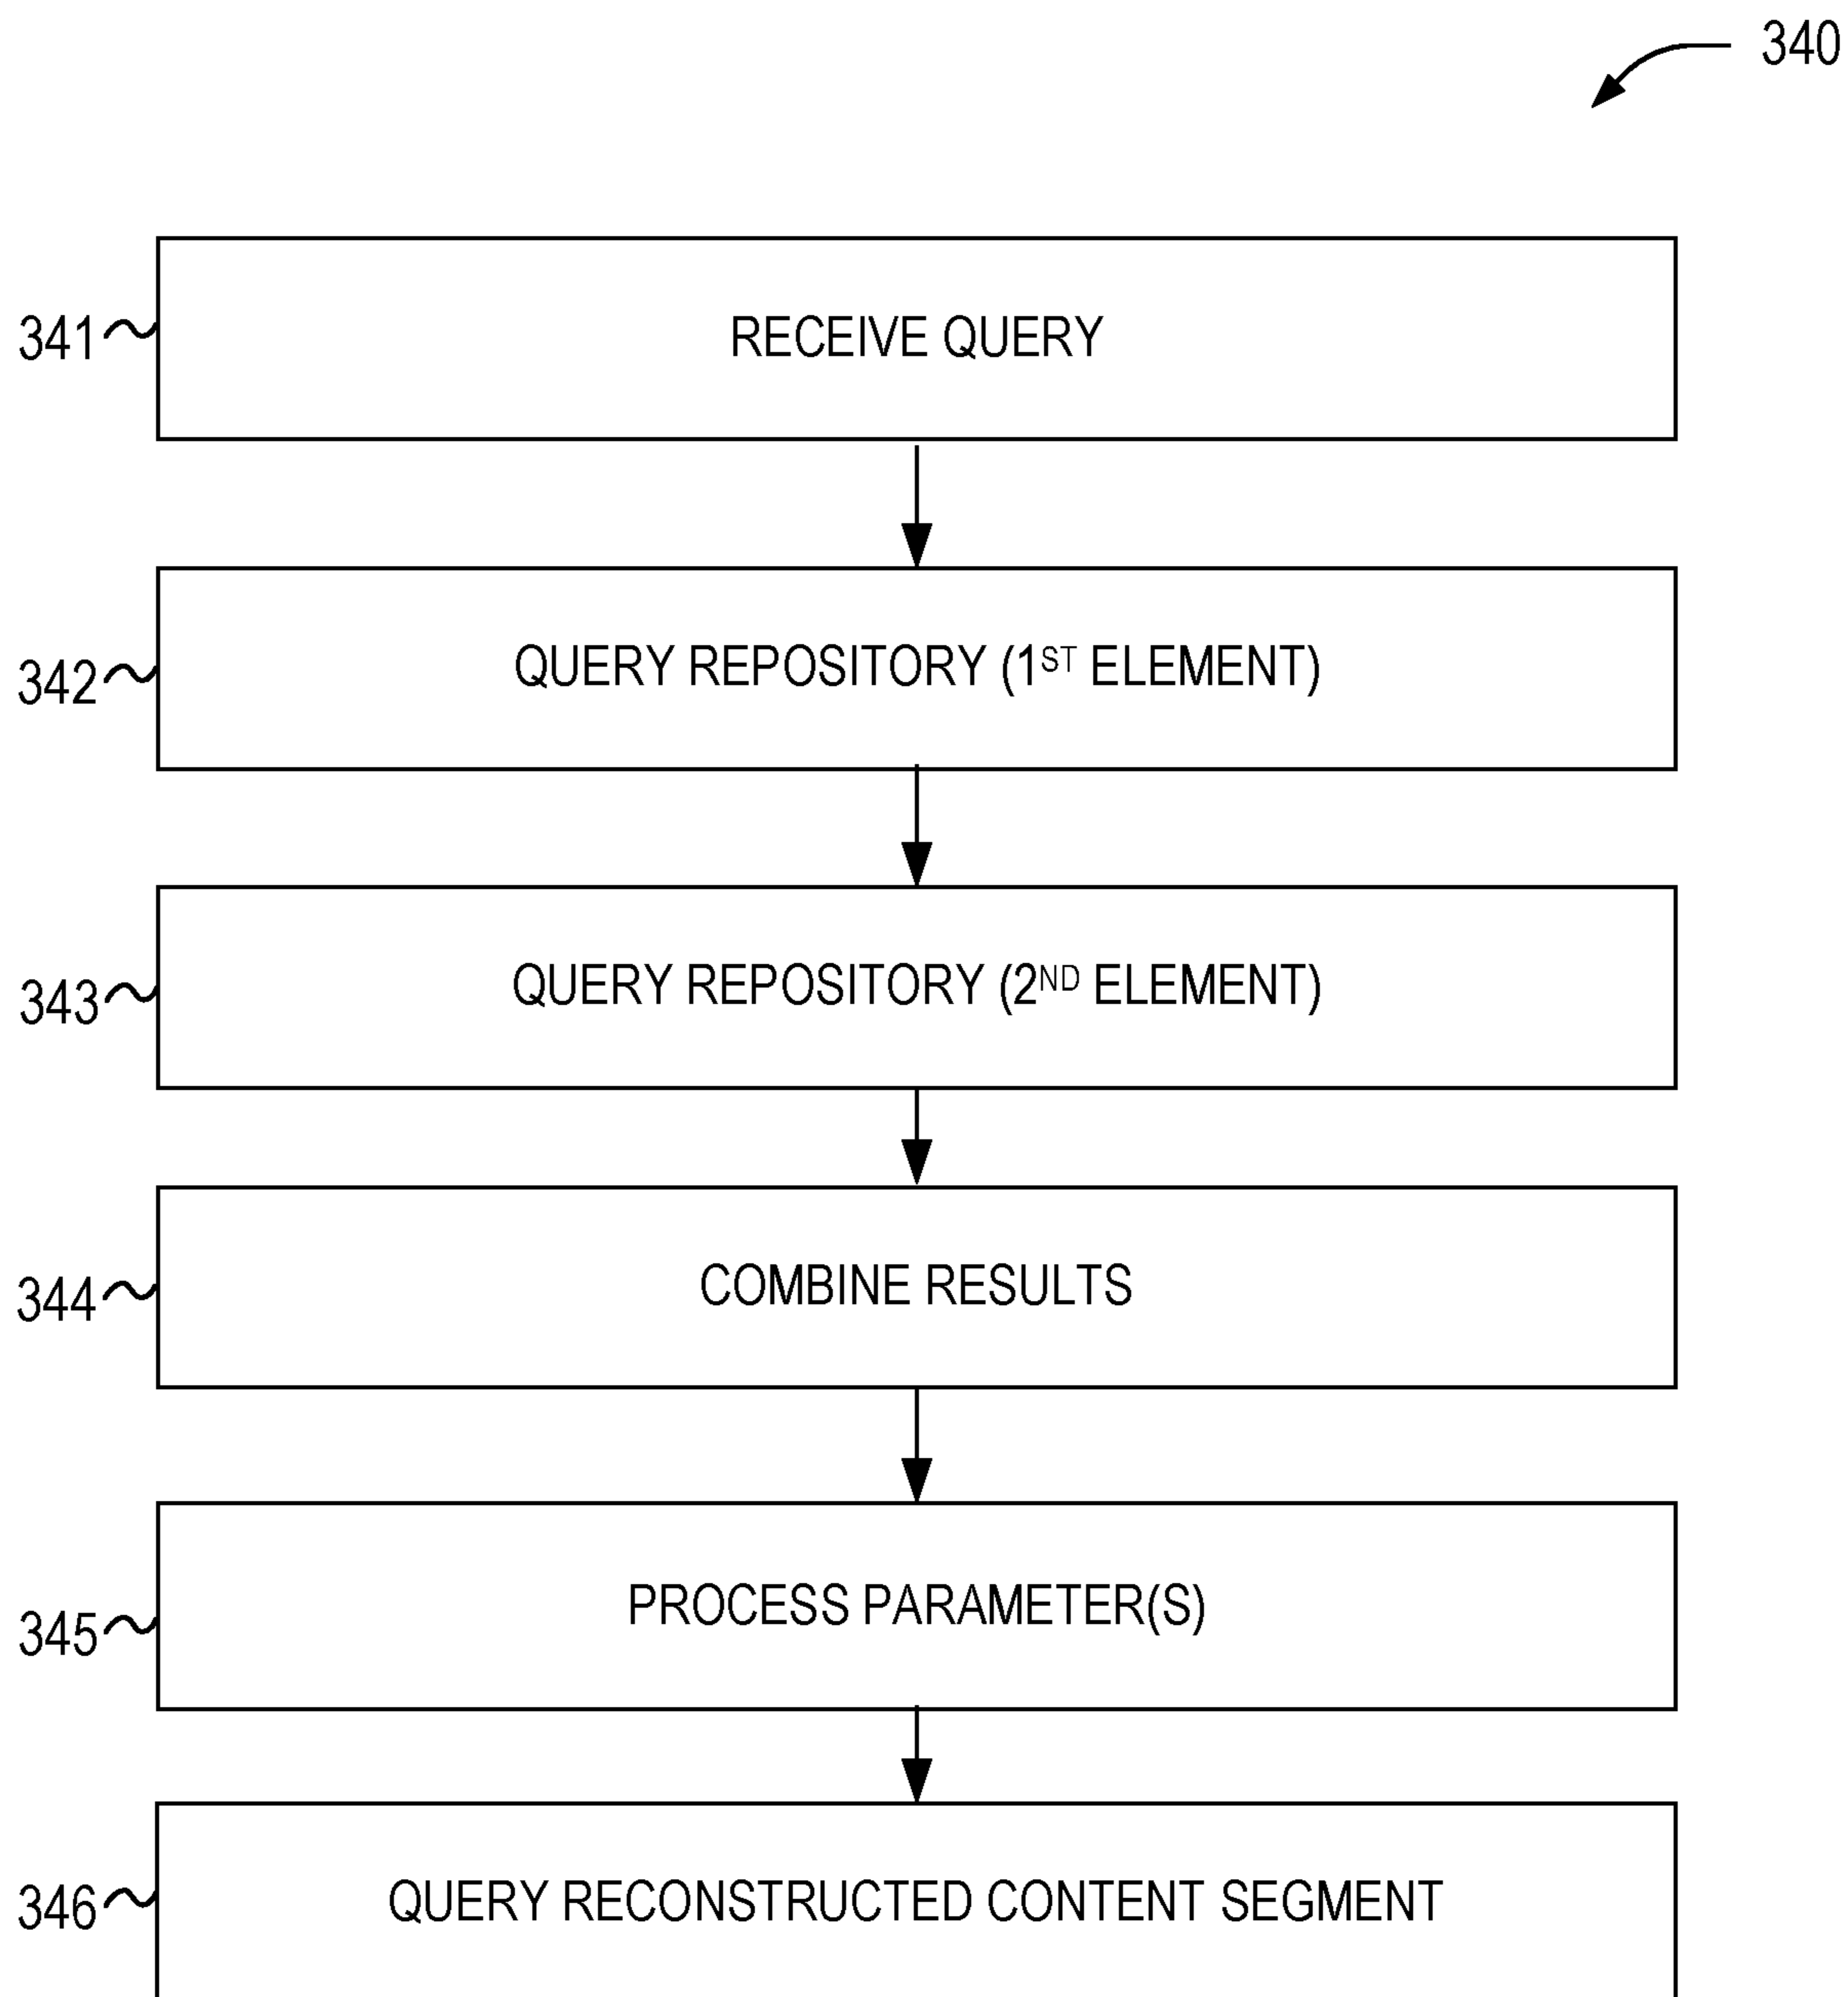 340
341
RECEIVE QUERY
342
QUERY REPOSITORY (1ST ELEMENT)
343
QUERY REPOSITORY (2ND ELEMENT)
344
COMBINE RESULTS
345
PROCESS PARAMETER(S)
346
QUERY RECONSTRUCTED CONTENT SEGMENT